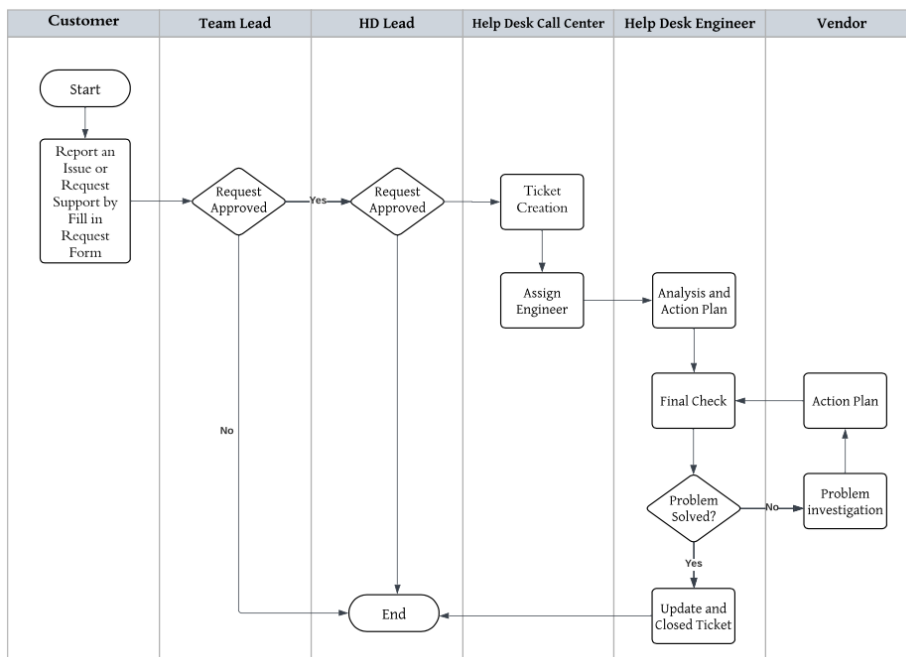 Customer
Team Lead
HD Lead
Help Desk Call Center
Help Desk Engineer
Vendor
Start
Report an
Issue or
Request
Support by
Fill in
Request
Form
Request
Approved
Yes
Request
Approved
Ticket
Creation
Assign
Engineer
Analysis and
Action Plan
Final Check
Action Plan
No
Problem
Solved?
No
Problem
investigation
Yes
End
Update and
Closed Ticket